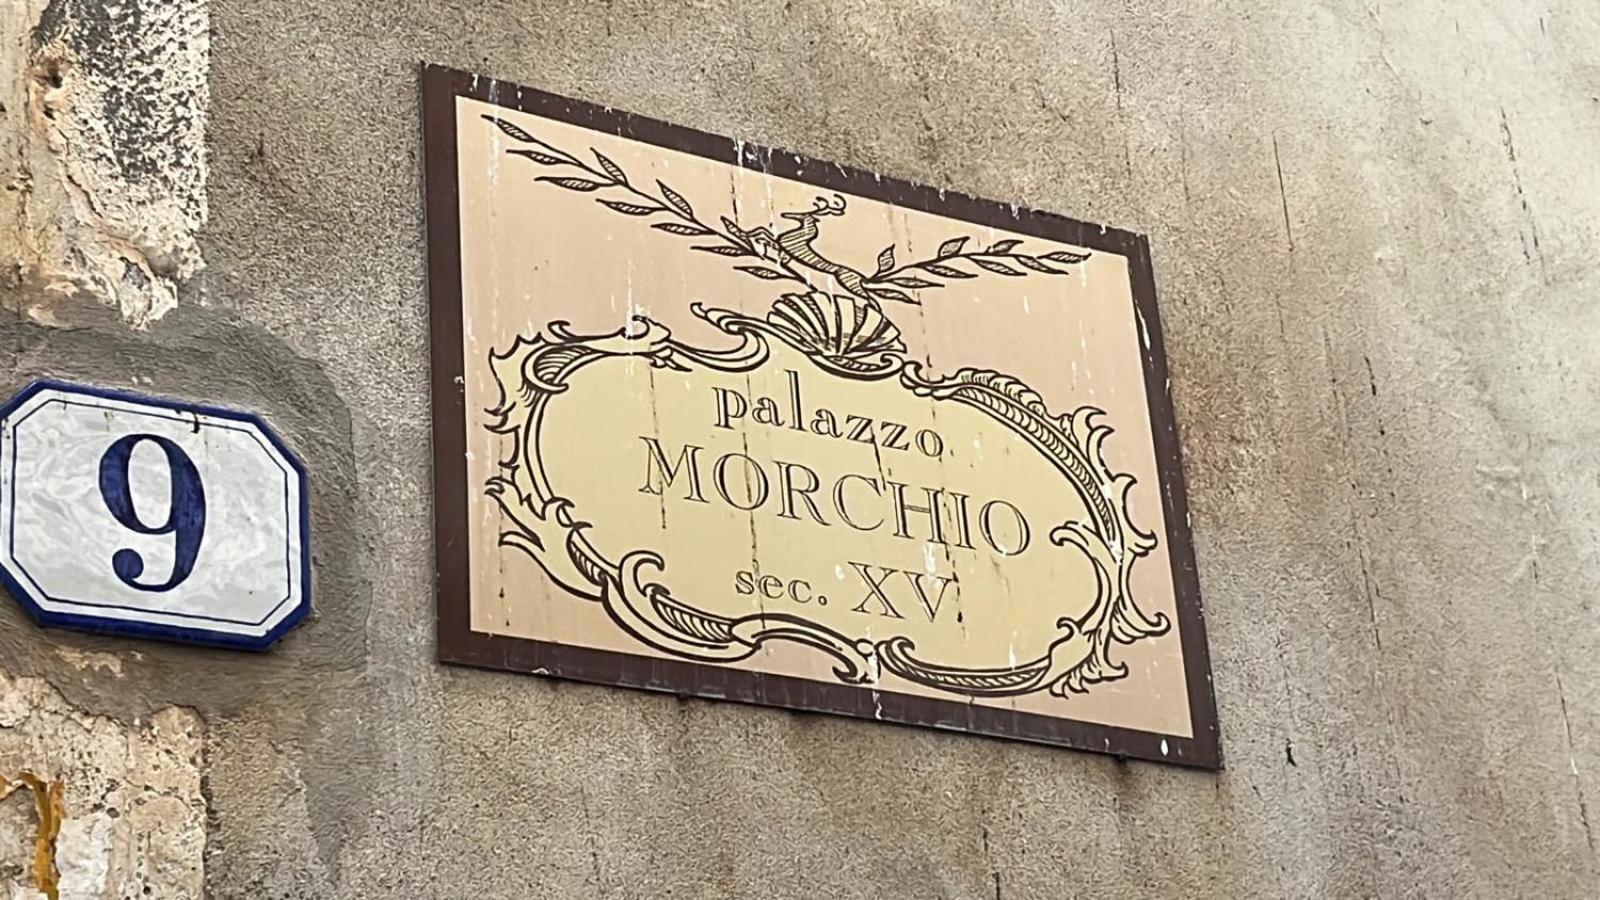 9
palazzo
MORCHIO
sec. XV